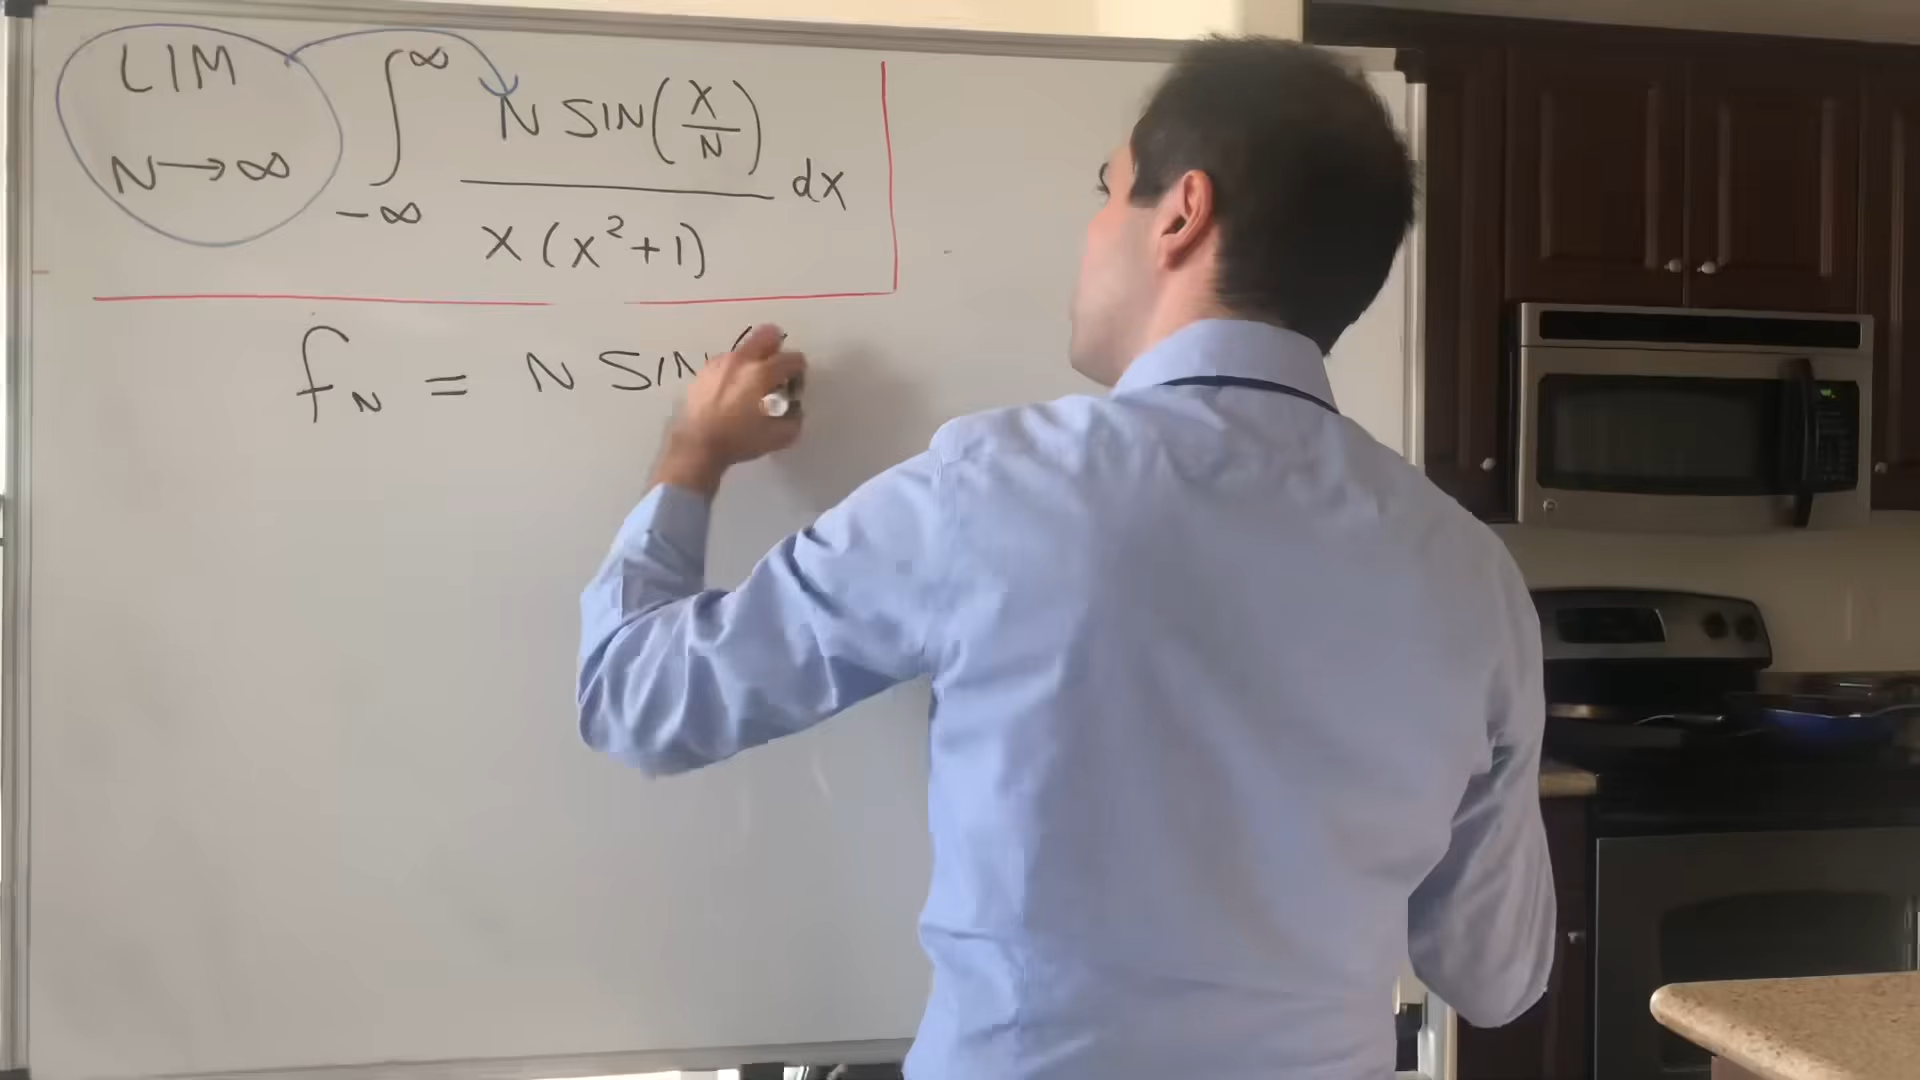 LIM N→∞ ∫_{-∞}^{∞} N SIN(X/N) / X(X²+1) dX
f_N = N SIN(